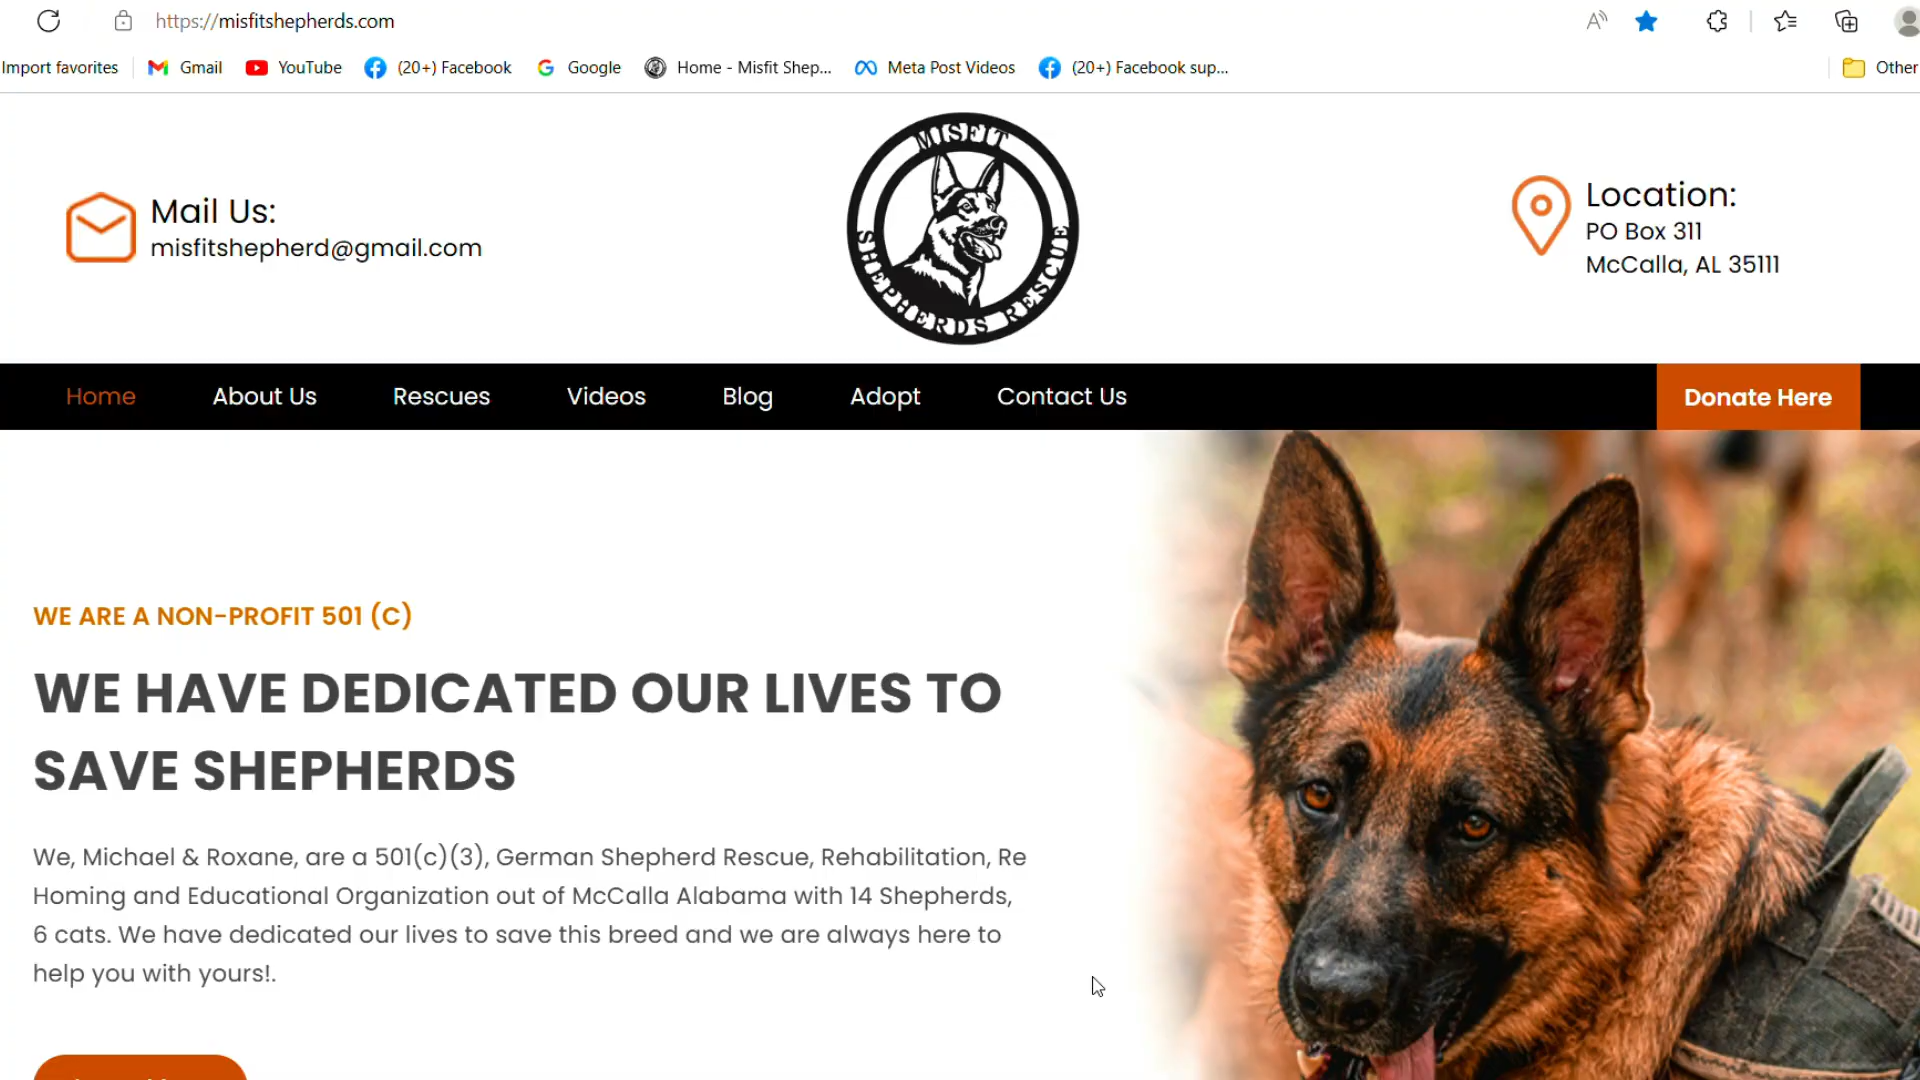 https://misfitshepherds.com
Import favorites Gmail YouTube (20+) Facebook Google Home - Misfit Shep... Meta Post Videos (20+) Facebook sup... Other
MISFIT
SHEPHERDS RESCUE
Mail Us:
misfitshepherd@gmail.com
Location:
PO Box 311
McCalla, AL 35111
Home About Us Rescues Videos Blog Adopt Contact Us Donate Here
WE ARE A NON-PROFIT 501 (C)
WE HAVE DEDICATED OUR LIVES TO
SAVE SHEPHERDS
We, Michael & Roxane, are a 501(c)(3), German Shepherd Rescue, Rehabilitation, Re
Homing and Educational Organization out of McCalla Alabama with 14 Shepherds,
6 cats. We have dedicated our lives to save this breed and we are always here to
help you with yours!.